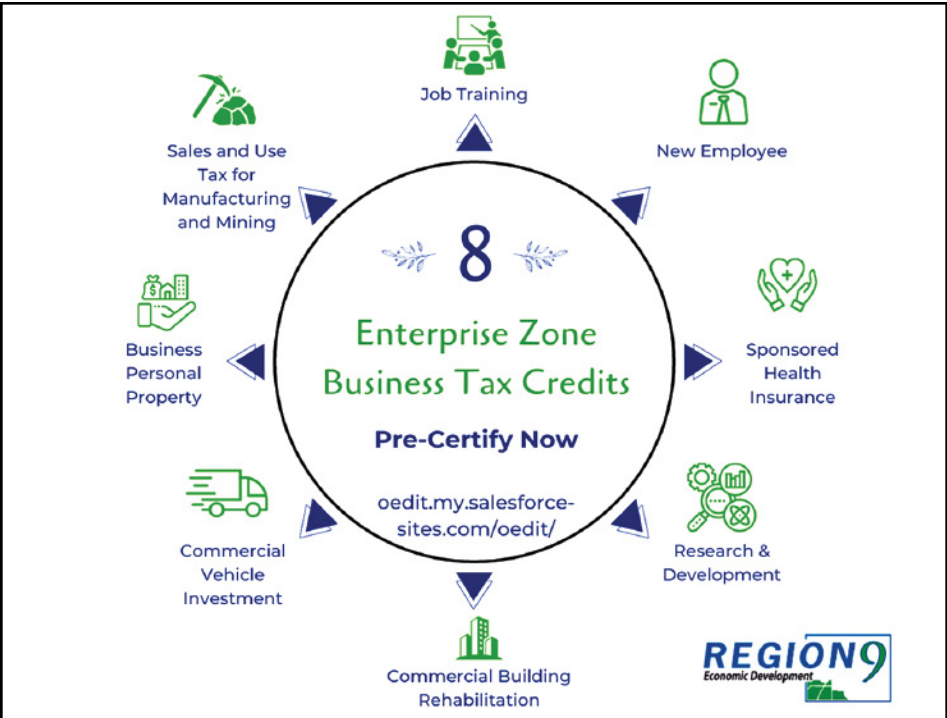 Job Training
New Employee
Sales and Use
Tax for
Manufacturing
and Mining
8
Enterprise Zone
Business Tax Credits
Pre-Certify Now
oedit.my.salesforce-
sites.com/oedit/
Sponsored
Health
Insurance
Business
Personal
Property
$
Research &
Development
Commercial
Vehicle
Investment
Commercial Building
Rehabilitation
REGION9
Economic Development